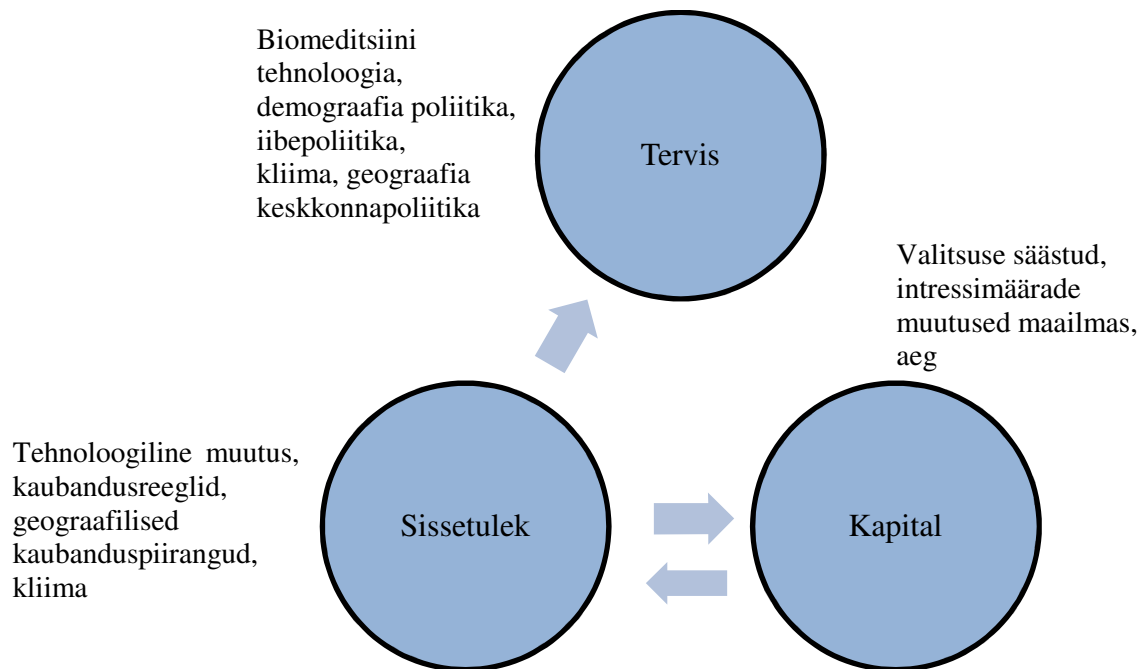 Biomeditsiini
tehnoloogia,
demograafia poliitika,
iibepoliitika,
kliima, geograafia
keskkonnapoliitika
Tervis
Valitsuse säästud,
intressimäärade
muutused maailmas,
aeg
Tehnoloogiline muutus,
kaubandusreeglid,
geograafilised
kaubanduspiirangud,
kliima
Sissetulek
Kapital